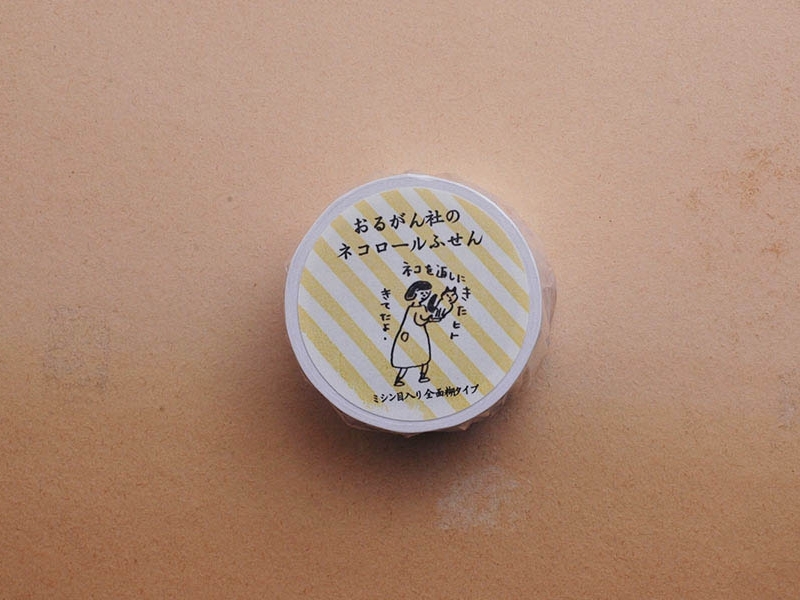 おるがん社の
ネコロールふせん
ネコを返しにきたヒト
きてたよ.
ミシン目入り全面糊タイプ